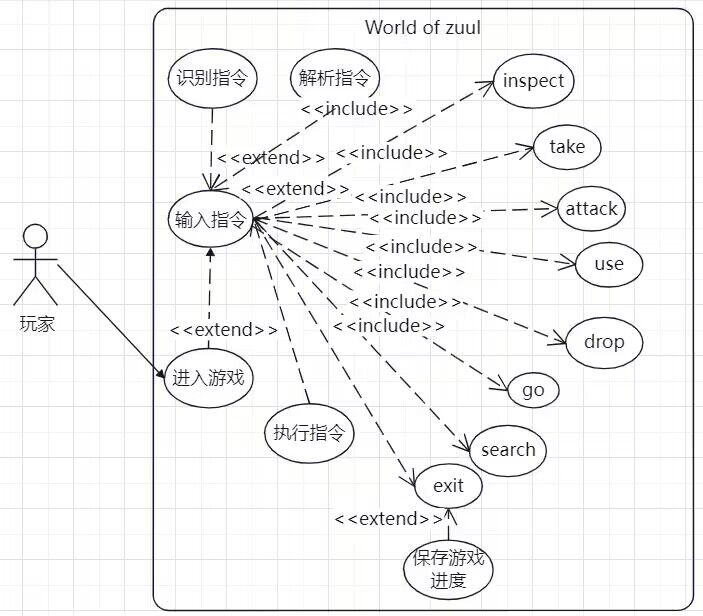 World of zuul
识别指令
解析指令
inspect
<<include>>
<<extend>>
<<include>>
take
<<extend>>
<<include>>
attack
输入指令
<<include>>
<<include>>
use
<<include>>
<<include>>
玩家
<<extend>>
<<include>>
drop
进入游戏
go
执行指令
search
exit
<<extend>>
保存游戏
进度